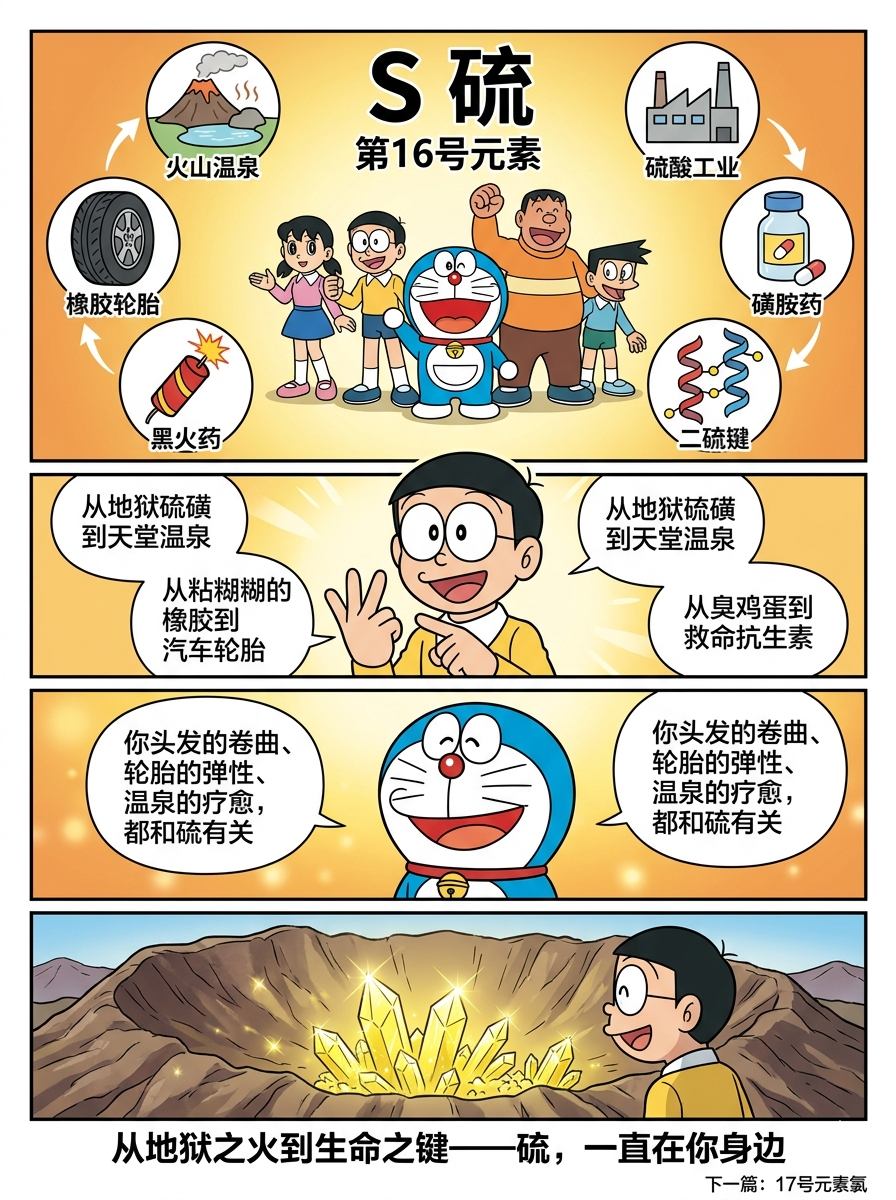 S 硫
第16号元素
火山温泉
硫酸工业
橡胶轮胎
磺胺药
黑火药
二硫键
从地狱硫磺
到天堂温泉
从粘糊糊的
橡胶到
汽车轮胎
从地狱硫磺
到天堂温泉
从臭鸡蛋到
救命抗生素
你头发的卷曲、
轮胎的弹性、
温泉的疗愈，
都和硫有关
你头发的卷曲、
轮胎的弹性、
温泉的疗愈，
都和硫有关
从地狱之火到生命之键——硫，一直在你身边
下一篇：17号元素氯